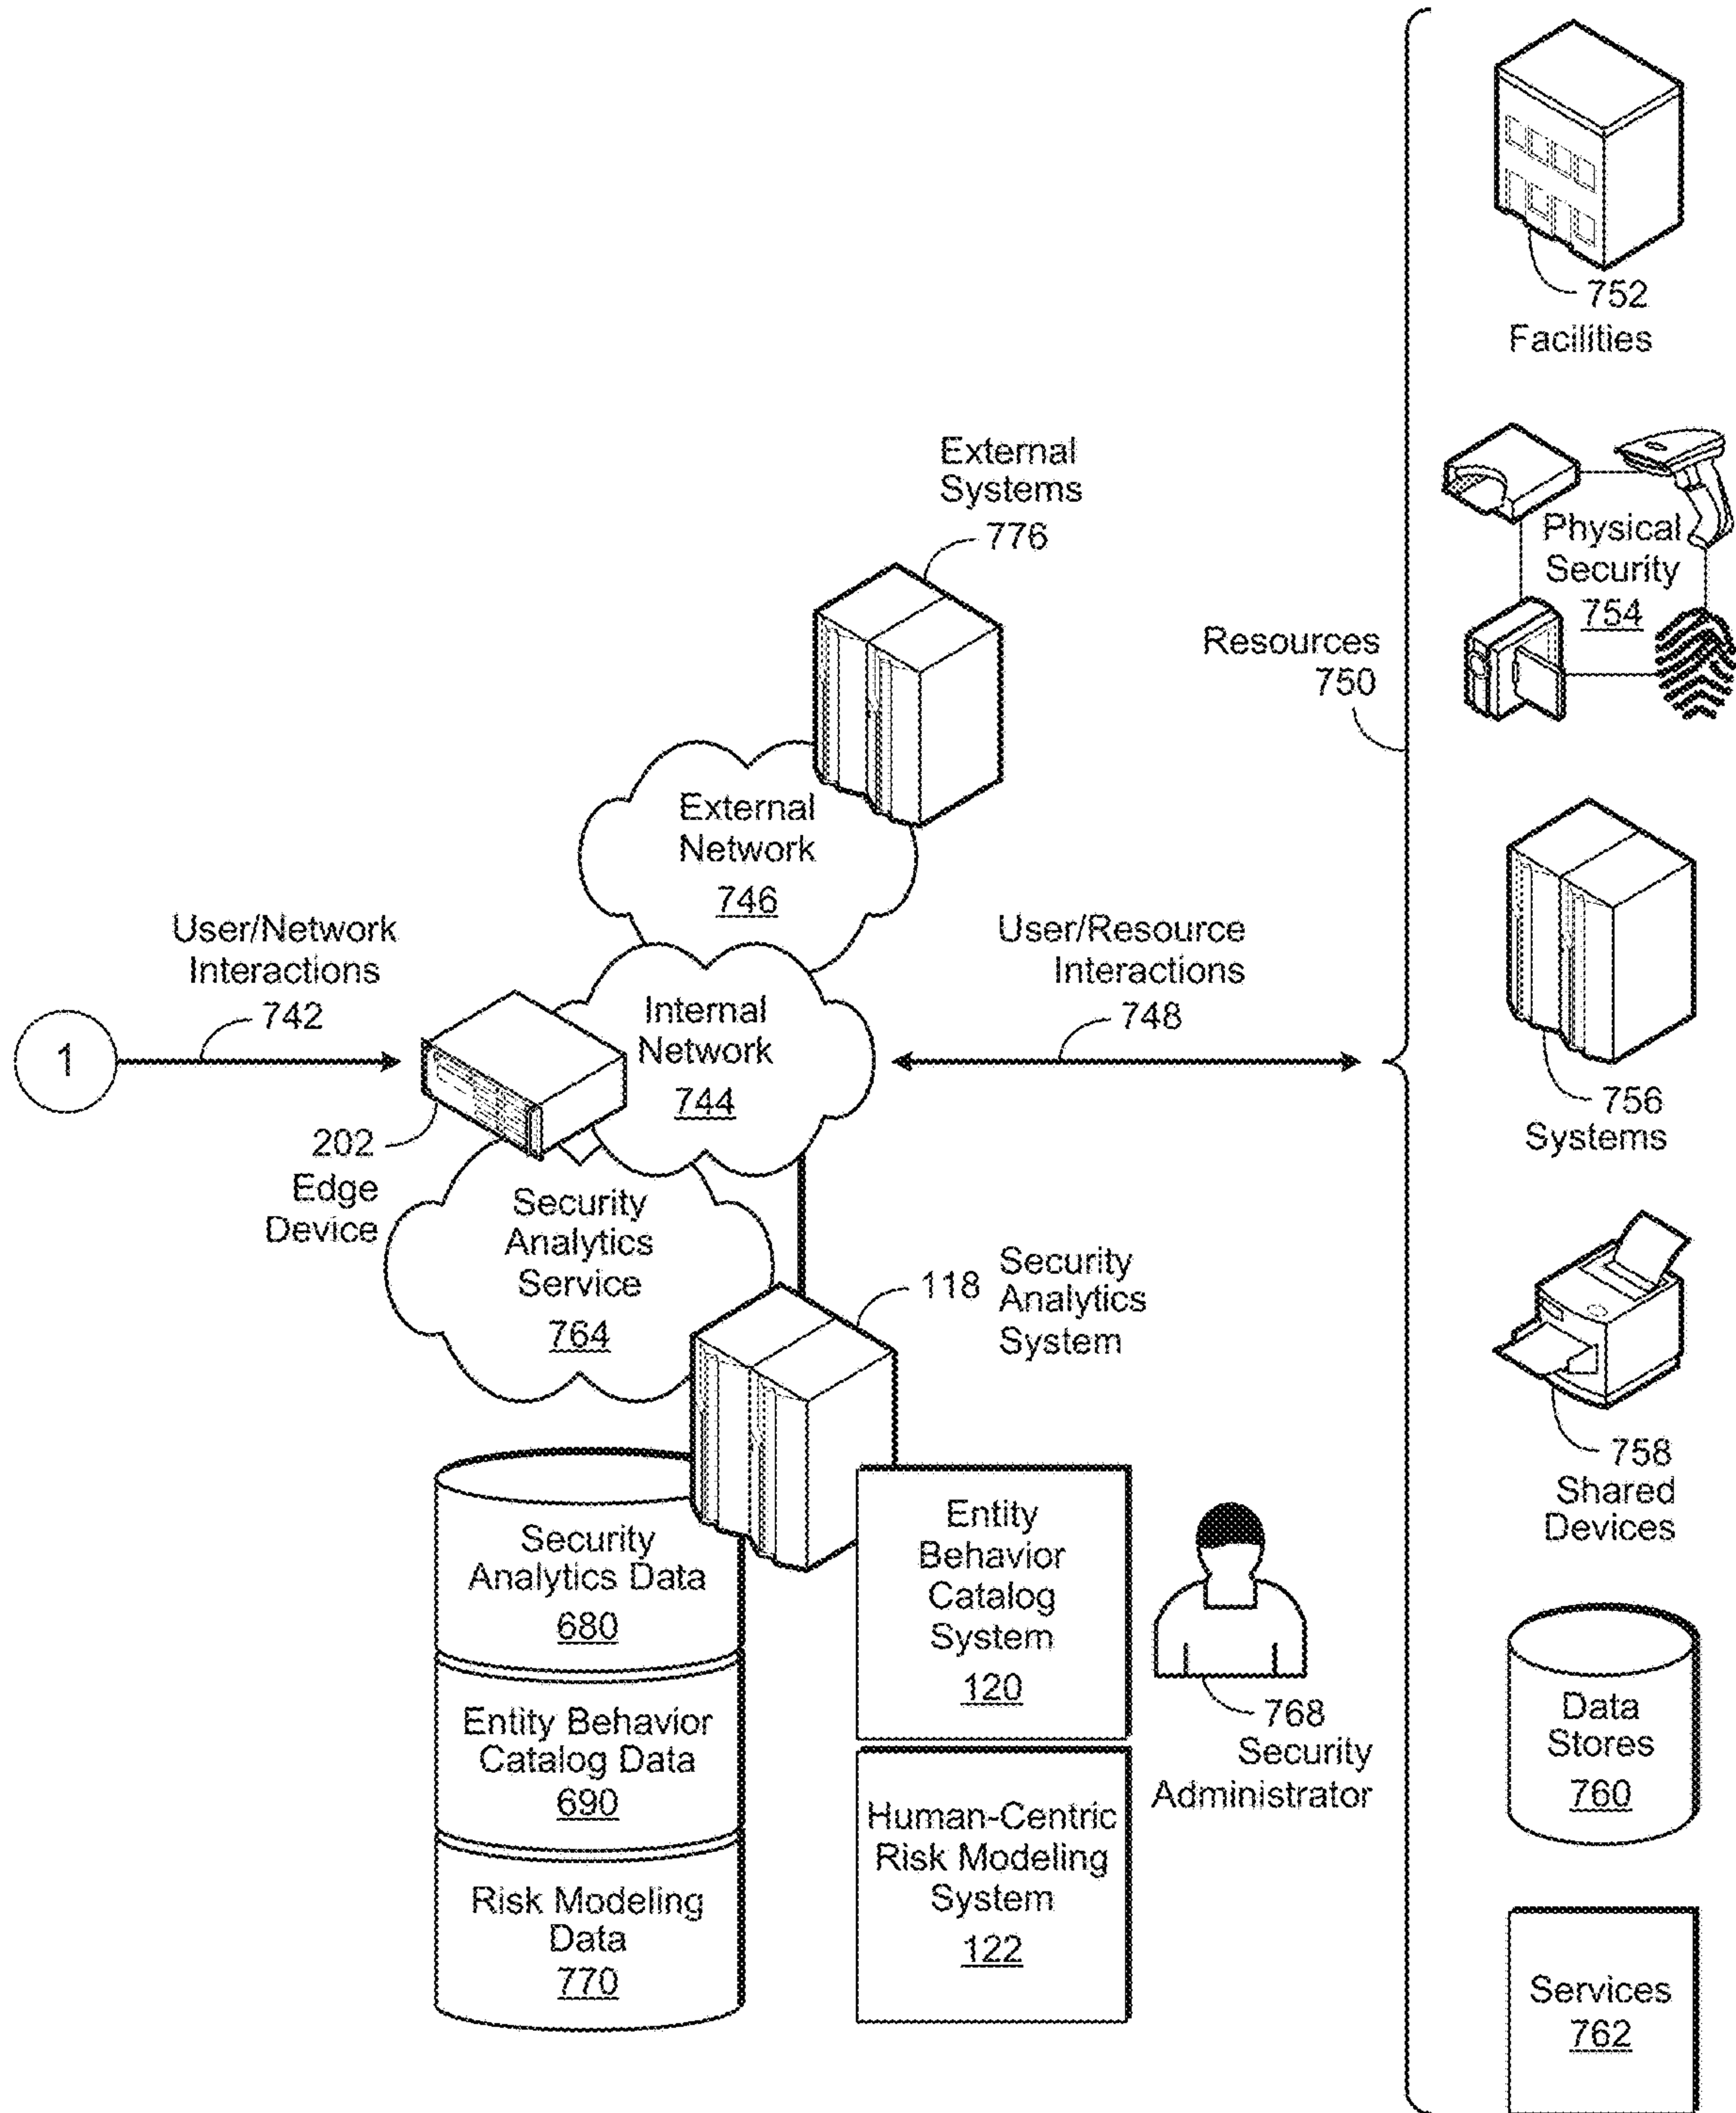 752
Facilities
External
Systems
776
Physical
Security
754
Resources
750
External
Network
746
User/Network
Interactions
742
User/Resource
Interactions
748
1
Internal
Network
744
202
Edge
Device
756
Systems
Security
Analytics
Service
764
118
Security
Analytics
System
758
Shared
Devices
Security
Analytics Data
680
Entity
Behavior
Catalog
System
120
Entity Behavior
Catalog Data
690
768
Security
Administrator
Data
Stores
760
Human-Centric
Risk Modeling
System
122
Risk Modeling
Data
770
Services
762